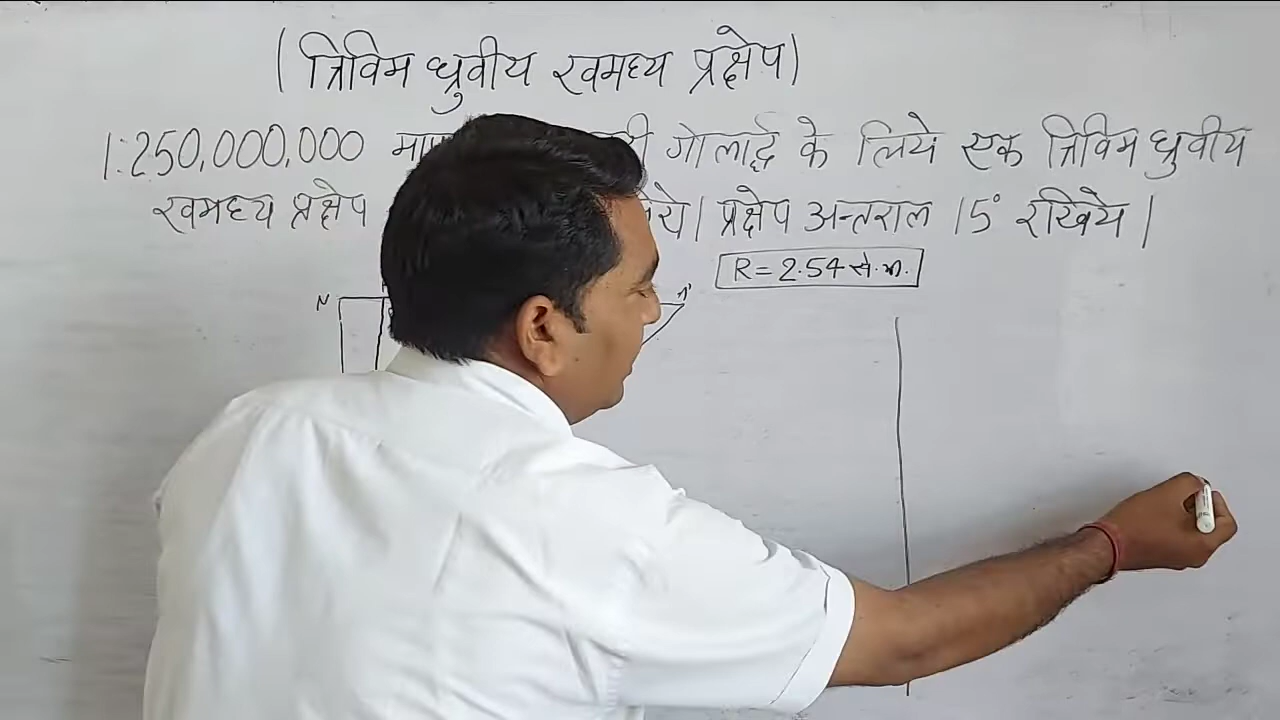 (त्रिविम ध्रुवीय खमध्य प्रक्षेप)
1:250,000,000 गोलार्द्ध के लिये एक त्रिविम ध्रुवीय
खमध्य प्रक्षेप प्रक्षेप अन्तराल 15° रखिये।
R = 2.54 से.मी.
N